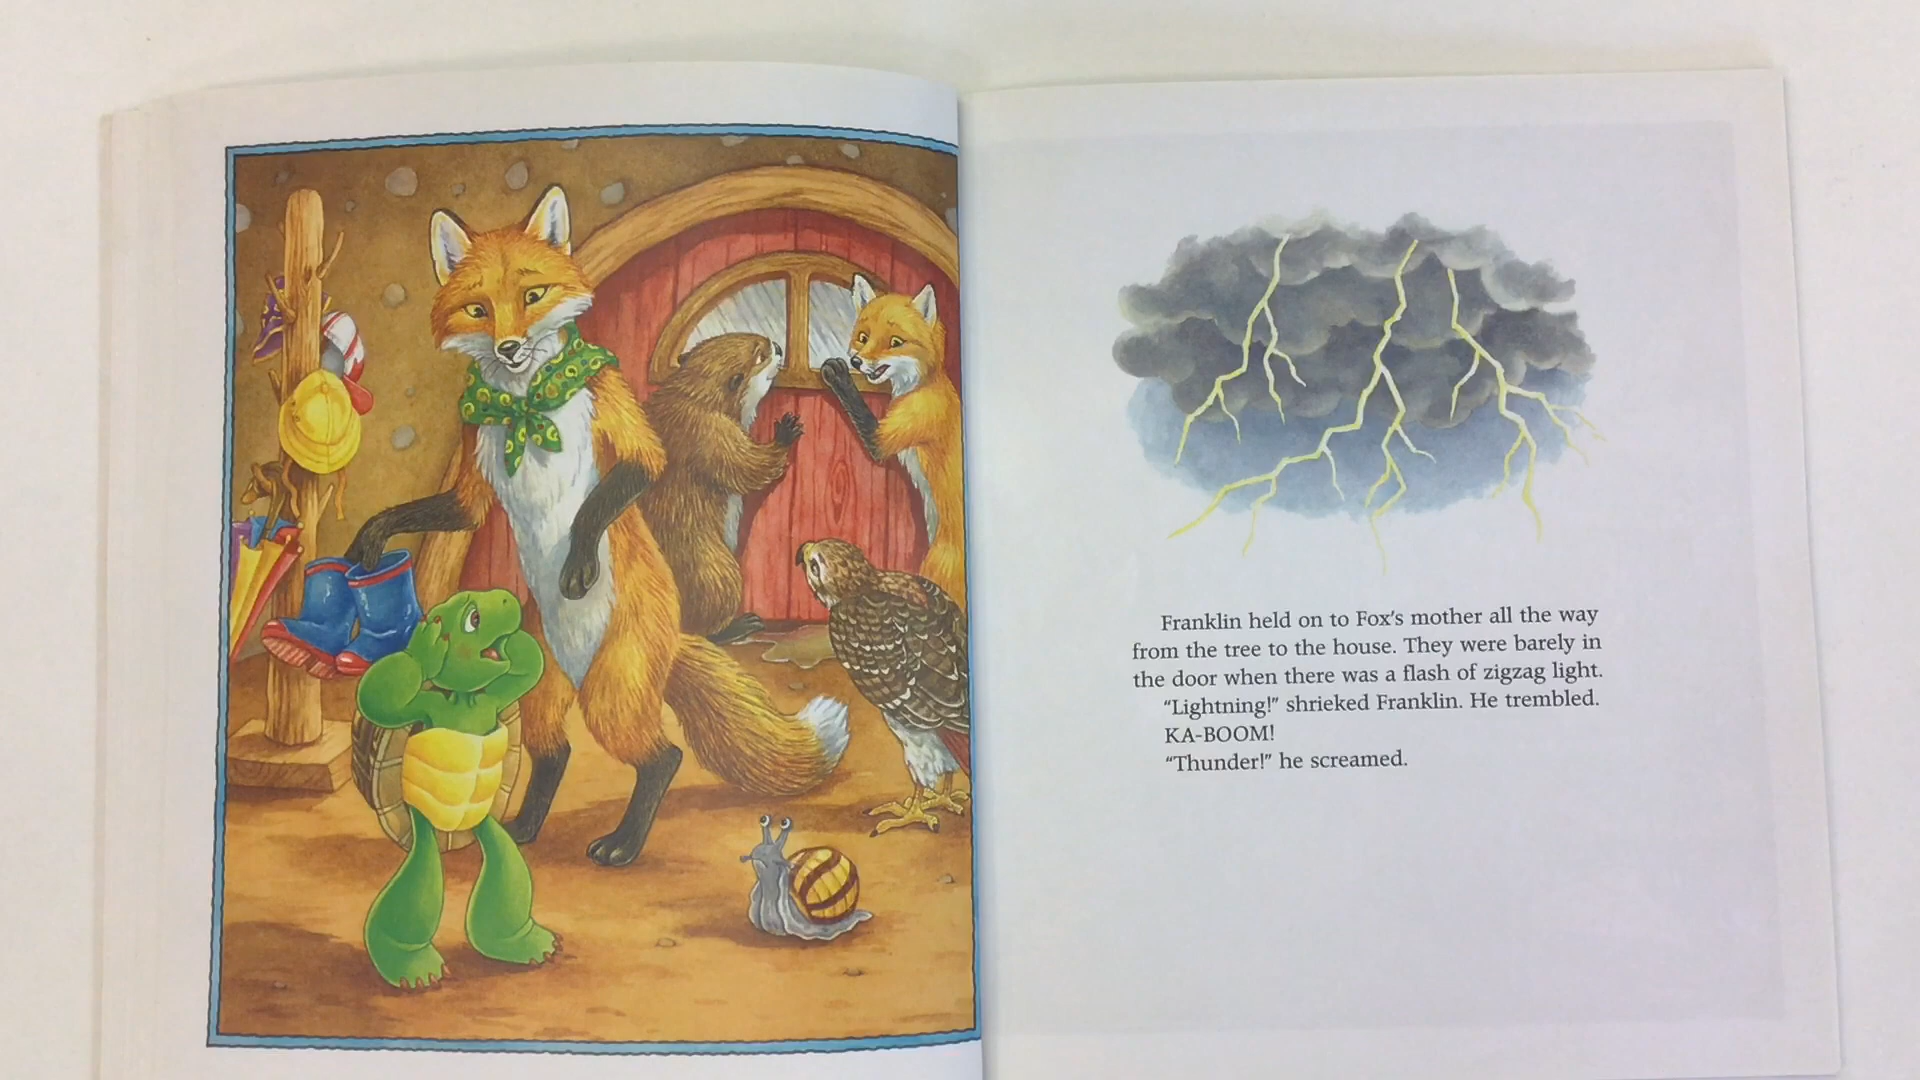 Franklin held on to Fox's mother all the way
from the tree to the house. They were barely in
the door when there was a flash of zigzag light.
“Lightning!” shrieked Franklin. He trembled.
KA-BOOM!
“Thunder!” he screamed.